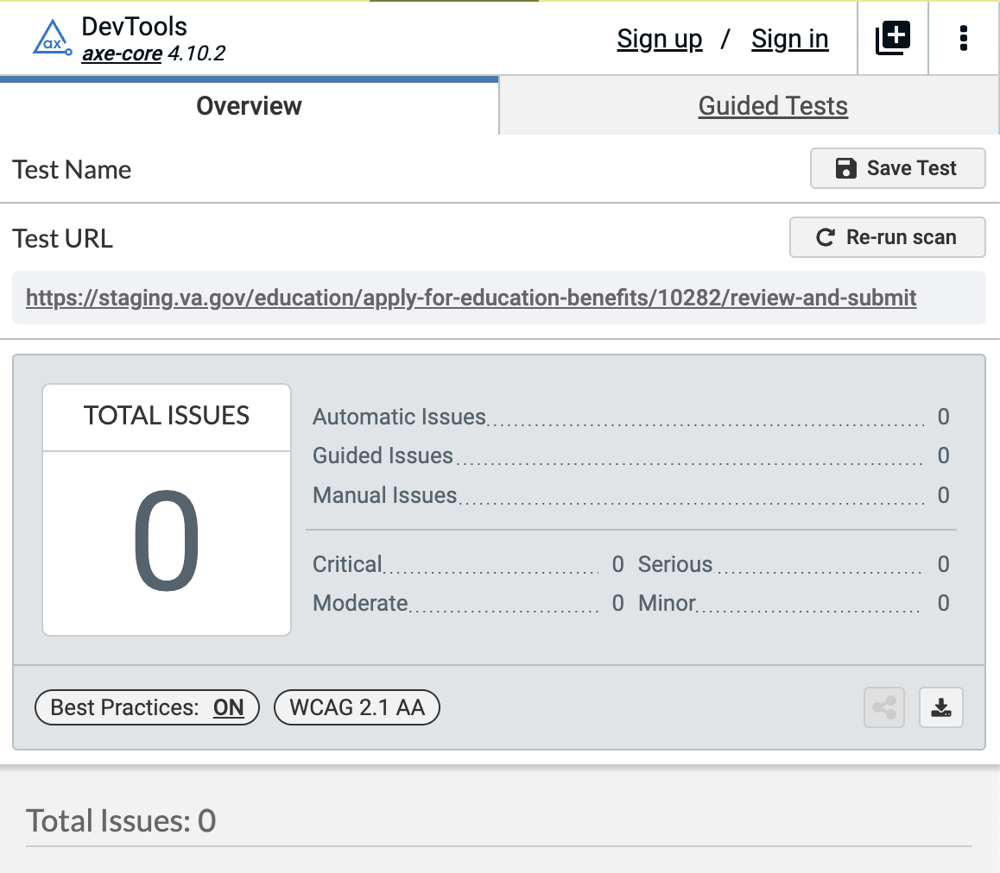 ax
DevTools
axe-core 4.10.2
Sign up / Sign in
Overview
Guided Tests
Test Name
Save Test
Test URL
Re-run scan
https://staging.va.gov/education/apply-for-education-benefits/10282/review-and-submit
TOTAL ISSUES
0
Automatic Issues 0
Guided Issues 0
Manual Issues 0
Critical 0 Serious 0
Moderate 0 Minor 0
Best Practices: ON
WCAG 2.1 AA
Total Issues: 0